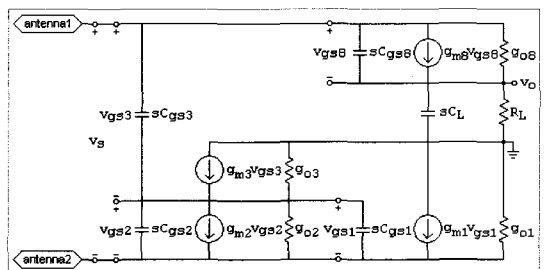 antenna1
+ + +
vgs8 sCgs8 gm8vgs8 go8
- vo
vgs3 sCgs3 sCL RL
vs
gm3vgs3 go3
- + +
vgs2 sCgs2 gm2vgs2 go2 vgs1 sCgs1 gm1vgs1 go1
antenna2 - - -